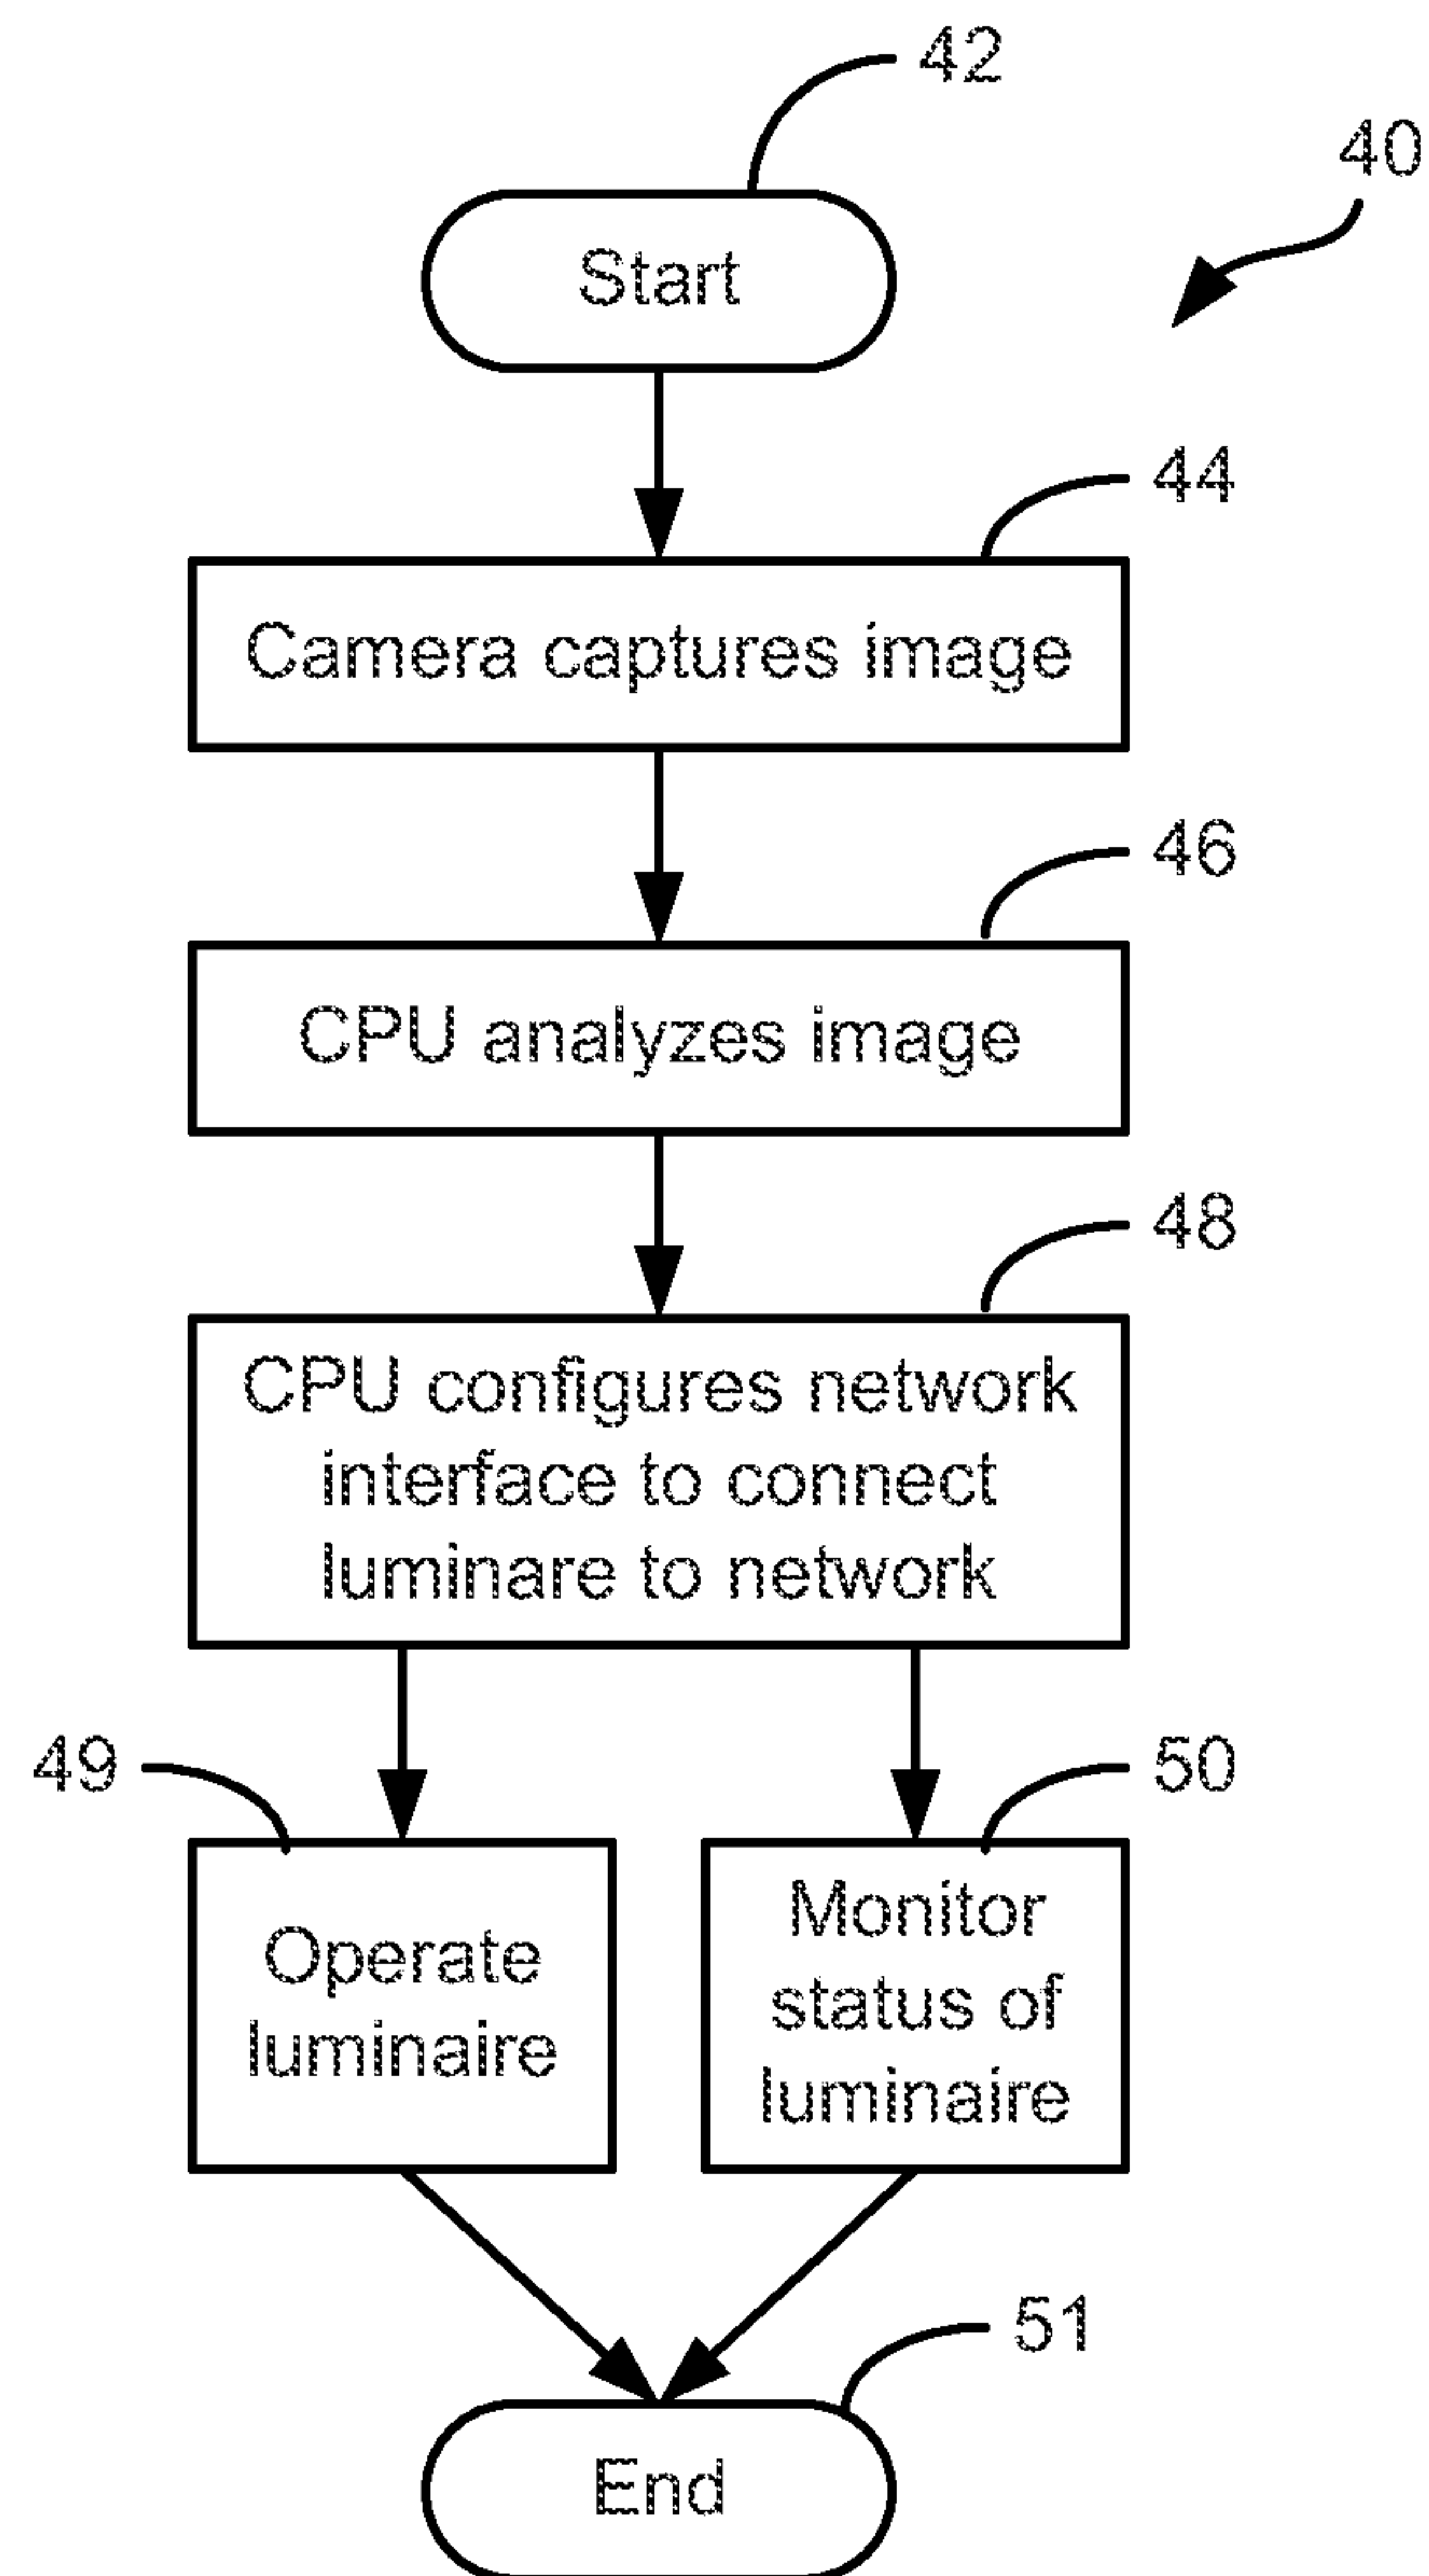 42
40
Start
44
Camera captures image
46
CPU analyzes image
48
CPU configures network
interface to connect
luminare to network
49
50
Operate
luminaire
Monitor
status of
luminaire
51
End